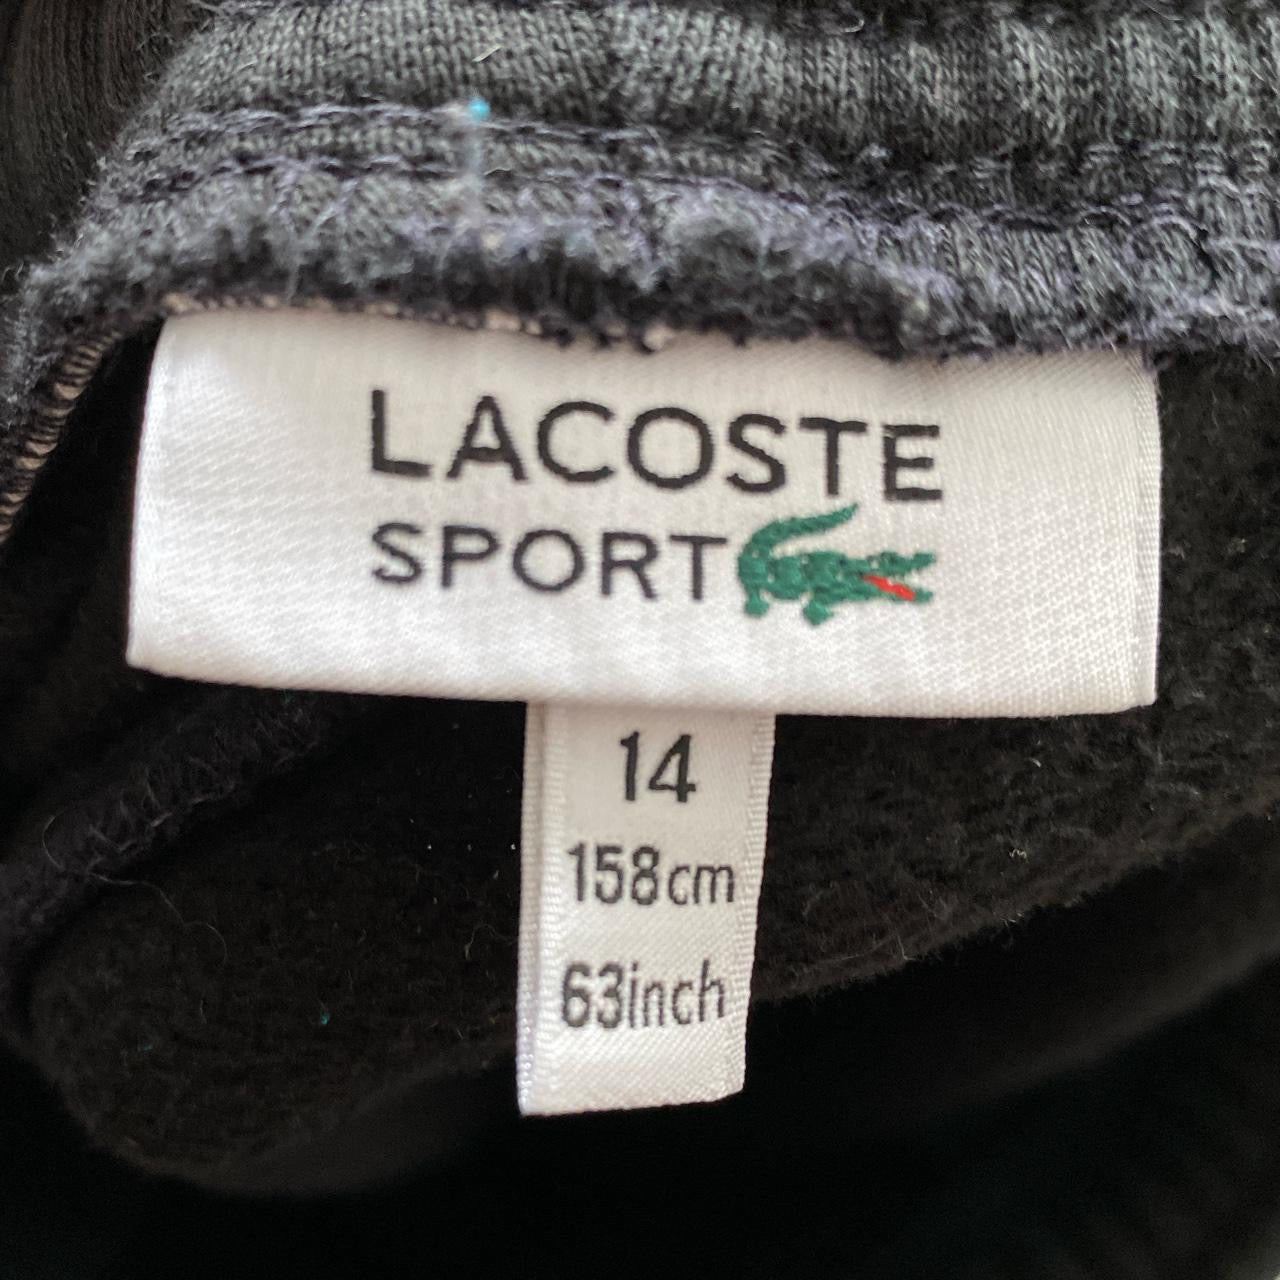 LACOSTE
SPORT
14
158cm
63inch